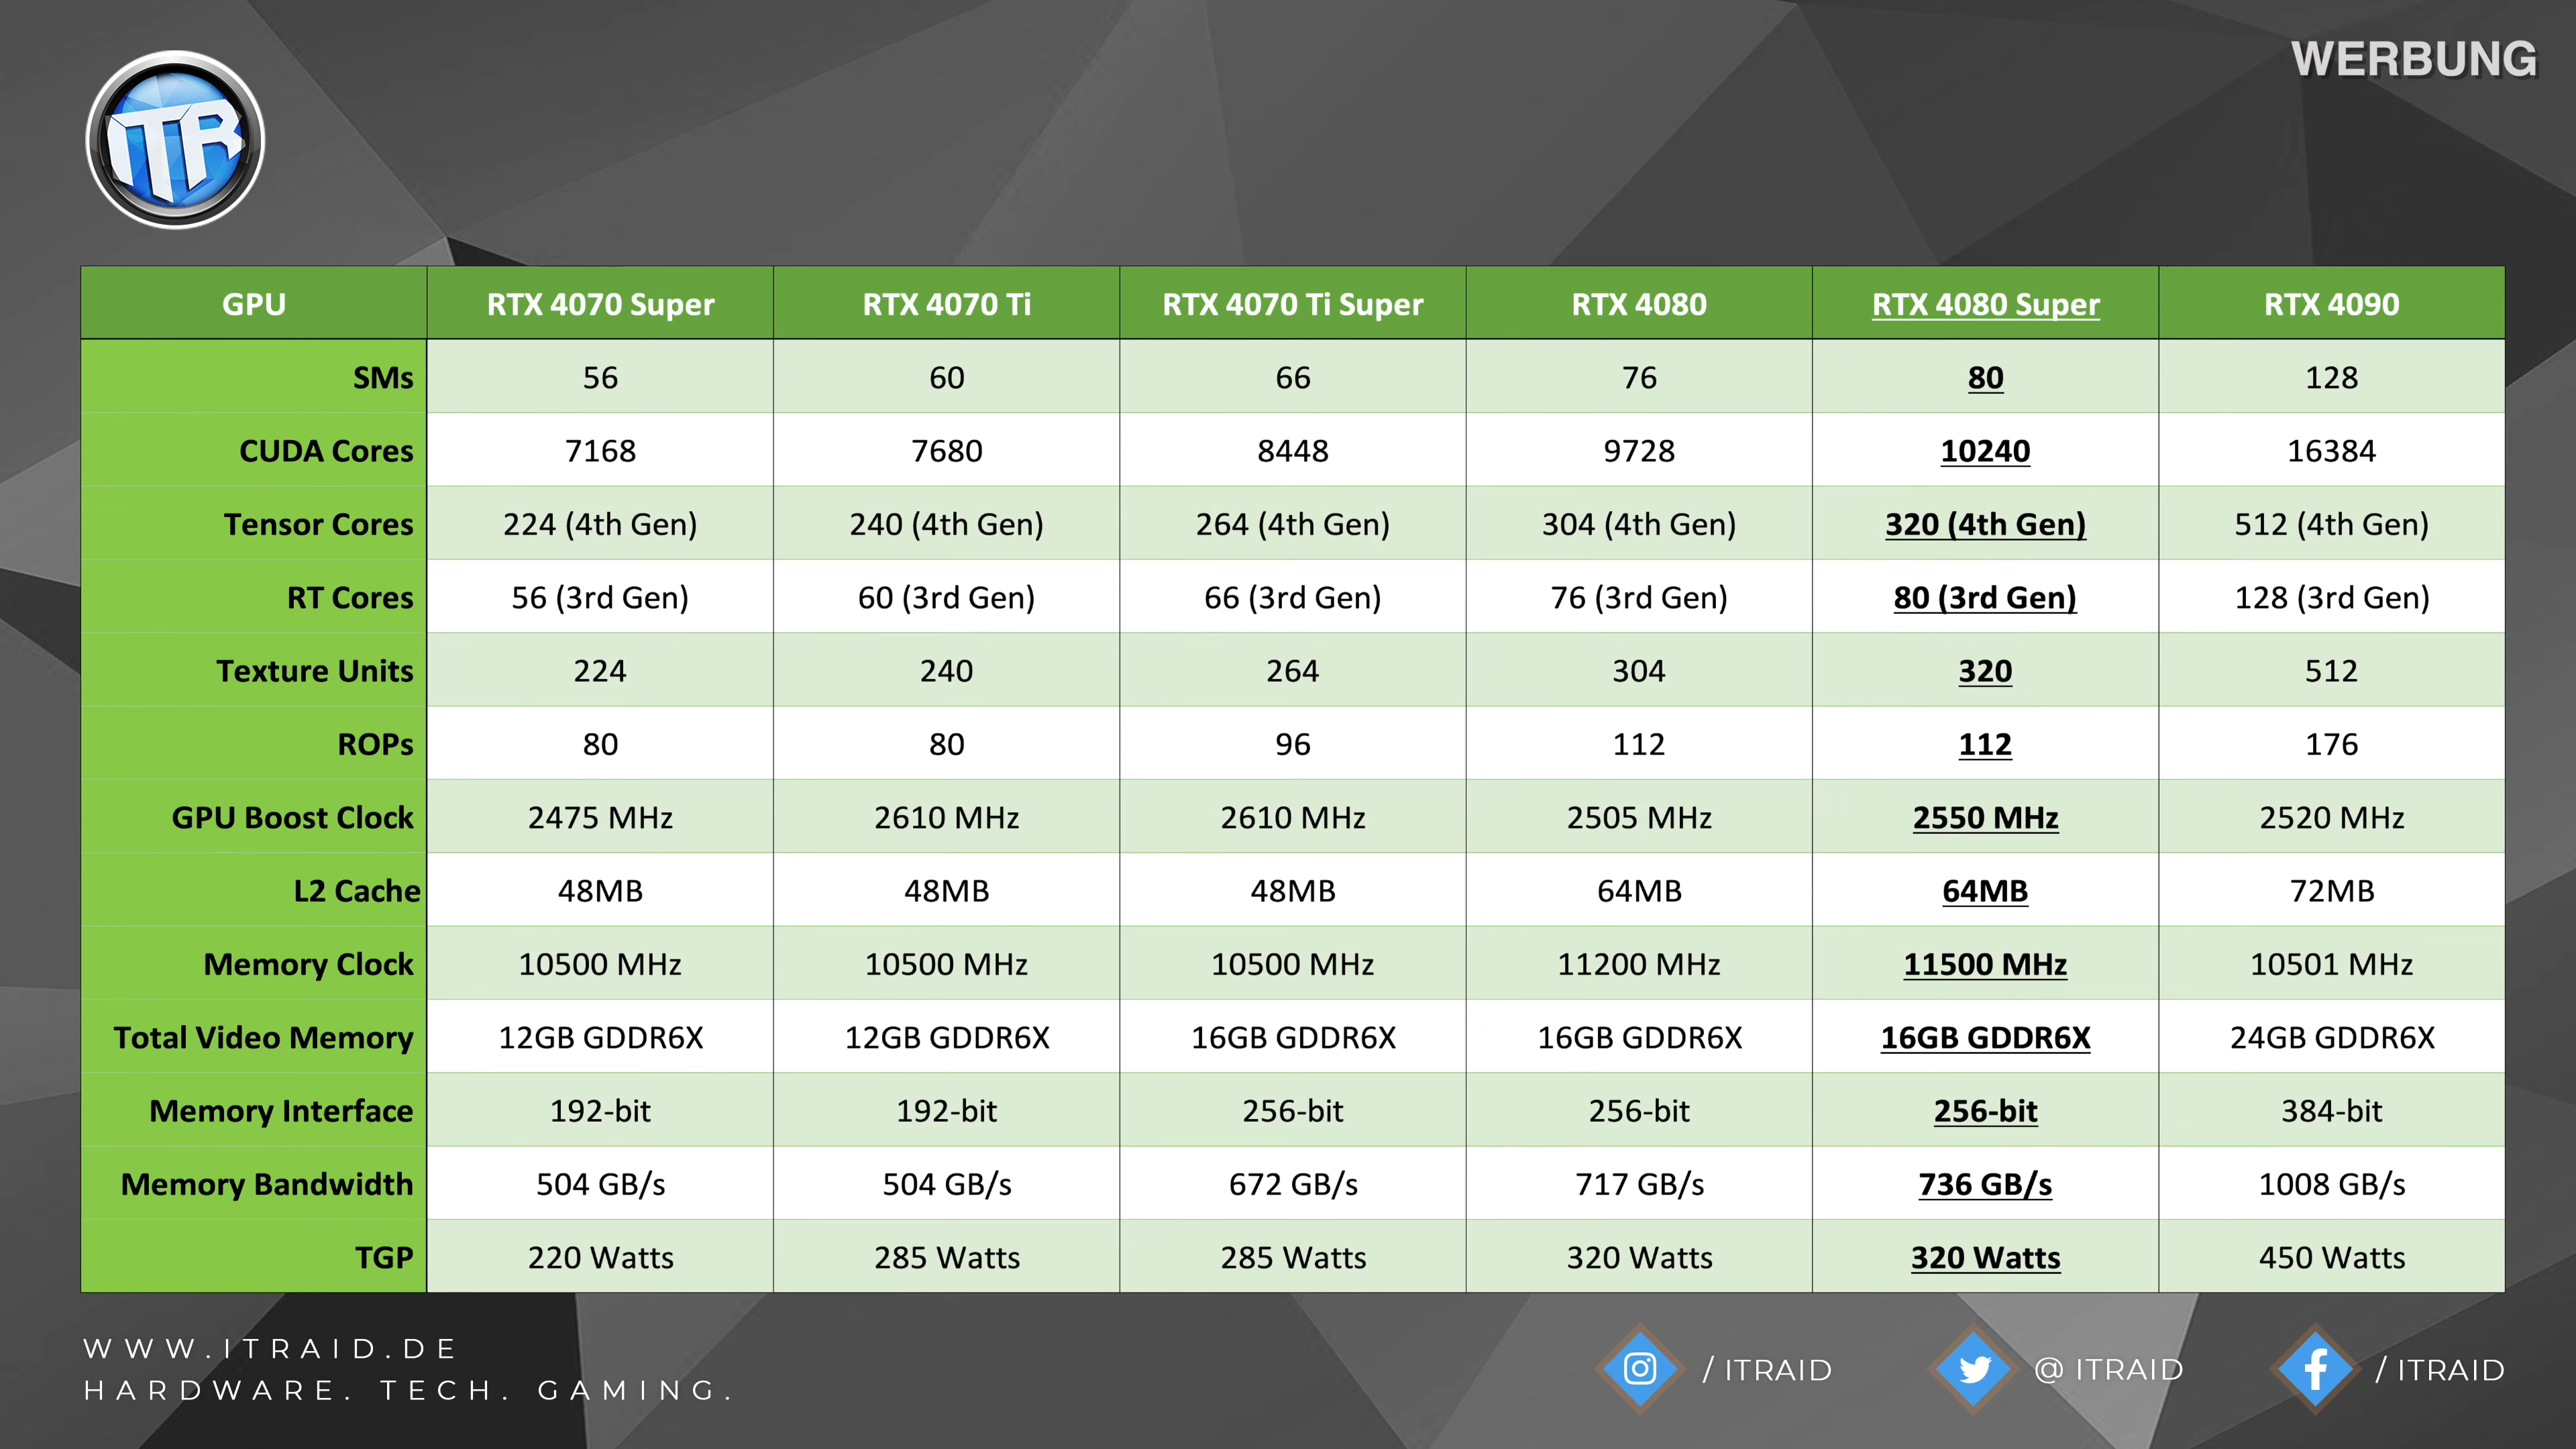 ITR
WERBUNG
GPU RTX 4070 Super RTX 4070 Ti RTX 4070 Ti Super RTX 4080 RTX 4080 Super RTX 4090
SMs 56 60 66 76 80 128
CUDA Cores 7168 7680 8448 9728 10240 16384
Tensor Cores 224 (4th Gen) 240 (4th Gen) 264 (4th Gen) 304 (4th Gen) 320 (4th Gen) 512 (4th Gen)
RT Cores 56 (3rd Gen) 60 (3rd Gen) 66 (3rd Gen) 76 (3rd Gen) 80 (3rd Gen) 128 (3rd Gen)
Texture Units 224 240 264 304 320 512
ROPs 80 80 96 112 112 176
GPU Boost Clock 2475 MHz 2610 MHz 2610 MHz 2505 MHz 2550 MHz 2520 MHz
L2 Cache 48MB 48MB 48MB 64MB 64MB 72MB
Memory Clock 10500 MHz 10500 MHz 10500 MHz 11200 MHz 11500 MHz 10501 MHz
Total Video Memory 12GB GDDR6X 12GB GDDR6X 16GB GDDR6X 16GB GDDR6X 16GB GDDR6X 24GB GDDR6X
Memory Interface 192-bit 192-bit 256-bit 256-bit 256-bit 384-bit
Memory Bandwidth 504 GB/s 504 GB/s 672 GB/s 717 GB/s 736 GB/s 1008 GB/s
TGP 220 Watts 285 Watts 285 Watts 320 Watts 320 Watts 450 Watts
WWW.ITRAID.DE
HARDWARE. TECH. GAMING.
/ ITRAID @ ITRAID / ITRAID